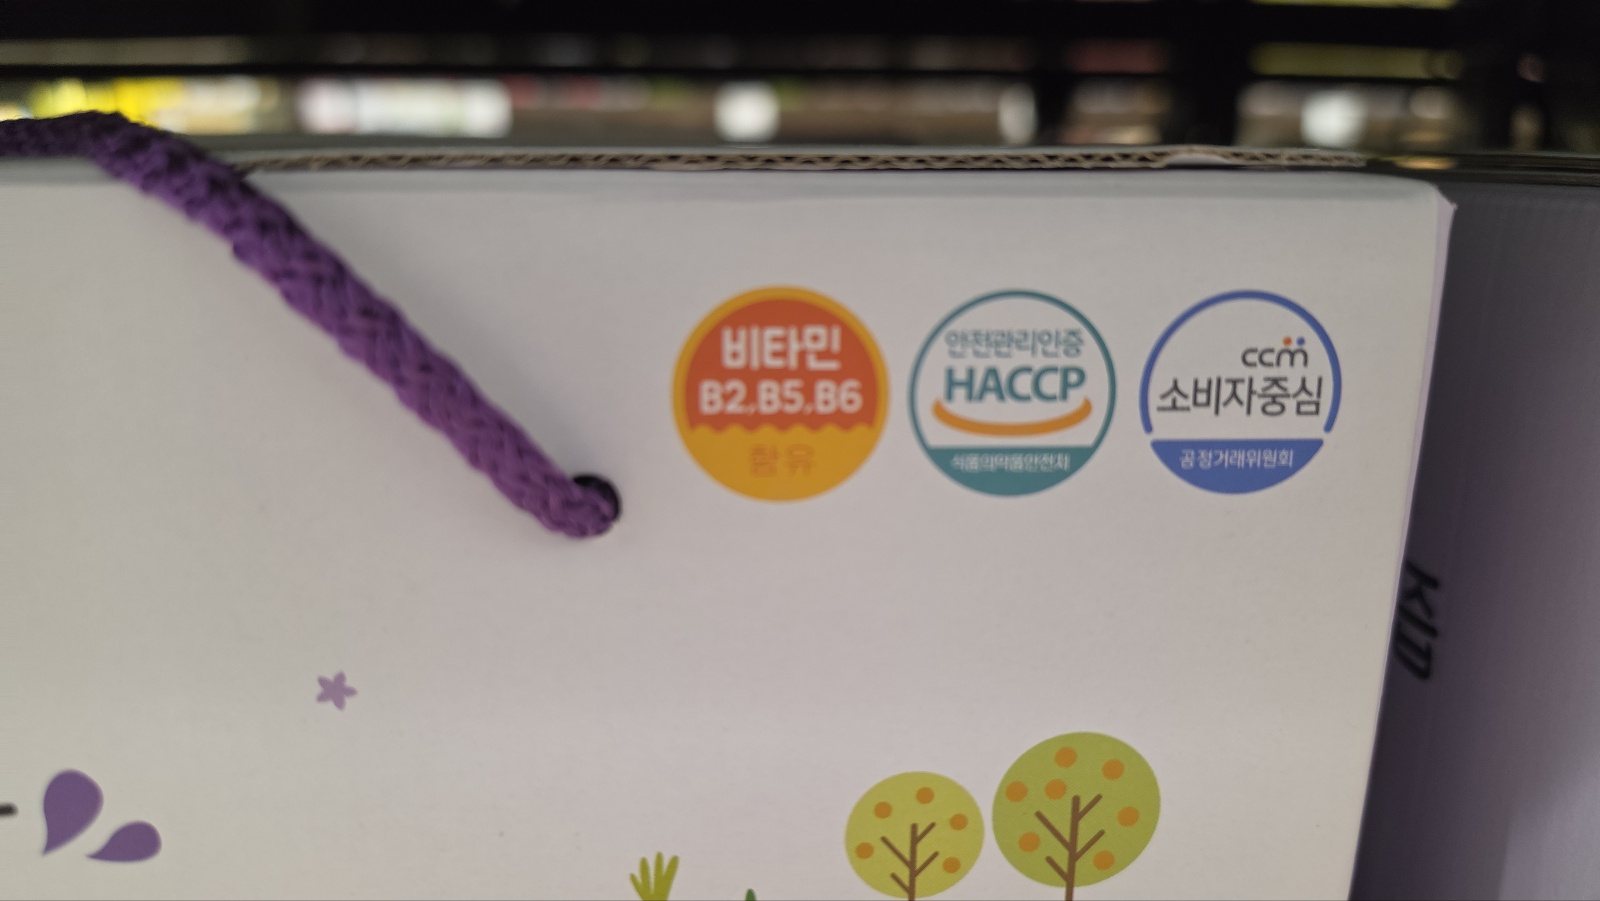 비타민
B2,B5,B6
함유
안전관리인증
HACCP
식품의약품안전처
ccm
소비자중심
공정거래위원회
KID